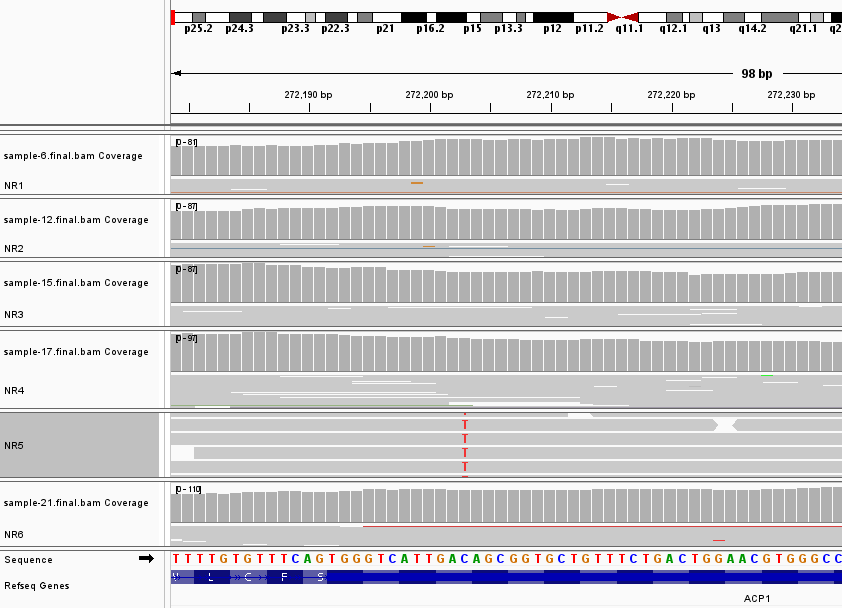 p25.2 p24.3 p23.3 p22.3 p21 p16.2 p15 p13.3 p12 p11.2 q11.1 q12.1 q13 q14.2 q21.1 q2
98 bp
272,190 bp 272,200 bp 272,210 bp 272,220 bp 272,230 bp
[0 - 81]
sample-6.final.bam Coverage
NR1
[0 - 87]
sample-12.final.bam Coverage
NR2
[0 - 87]
sample-15.final.bam Coverage
NR3
[0 - 97]
sample-17.final.bam Coverage
NR4
T
NR5
T
T
T
[0 - 110]
sample-21.final.bam Coverage
NR6
Sequence T T T T G T G T T T C A G T G G G T C A T T G A C A G C G G T G C T G T T T C T G A C T G G A A C G T G G G C C
Refseq Genes L C F S
ACP1